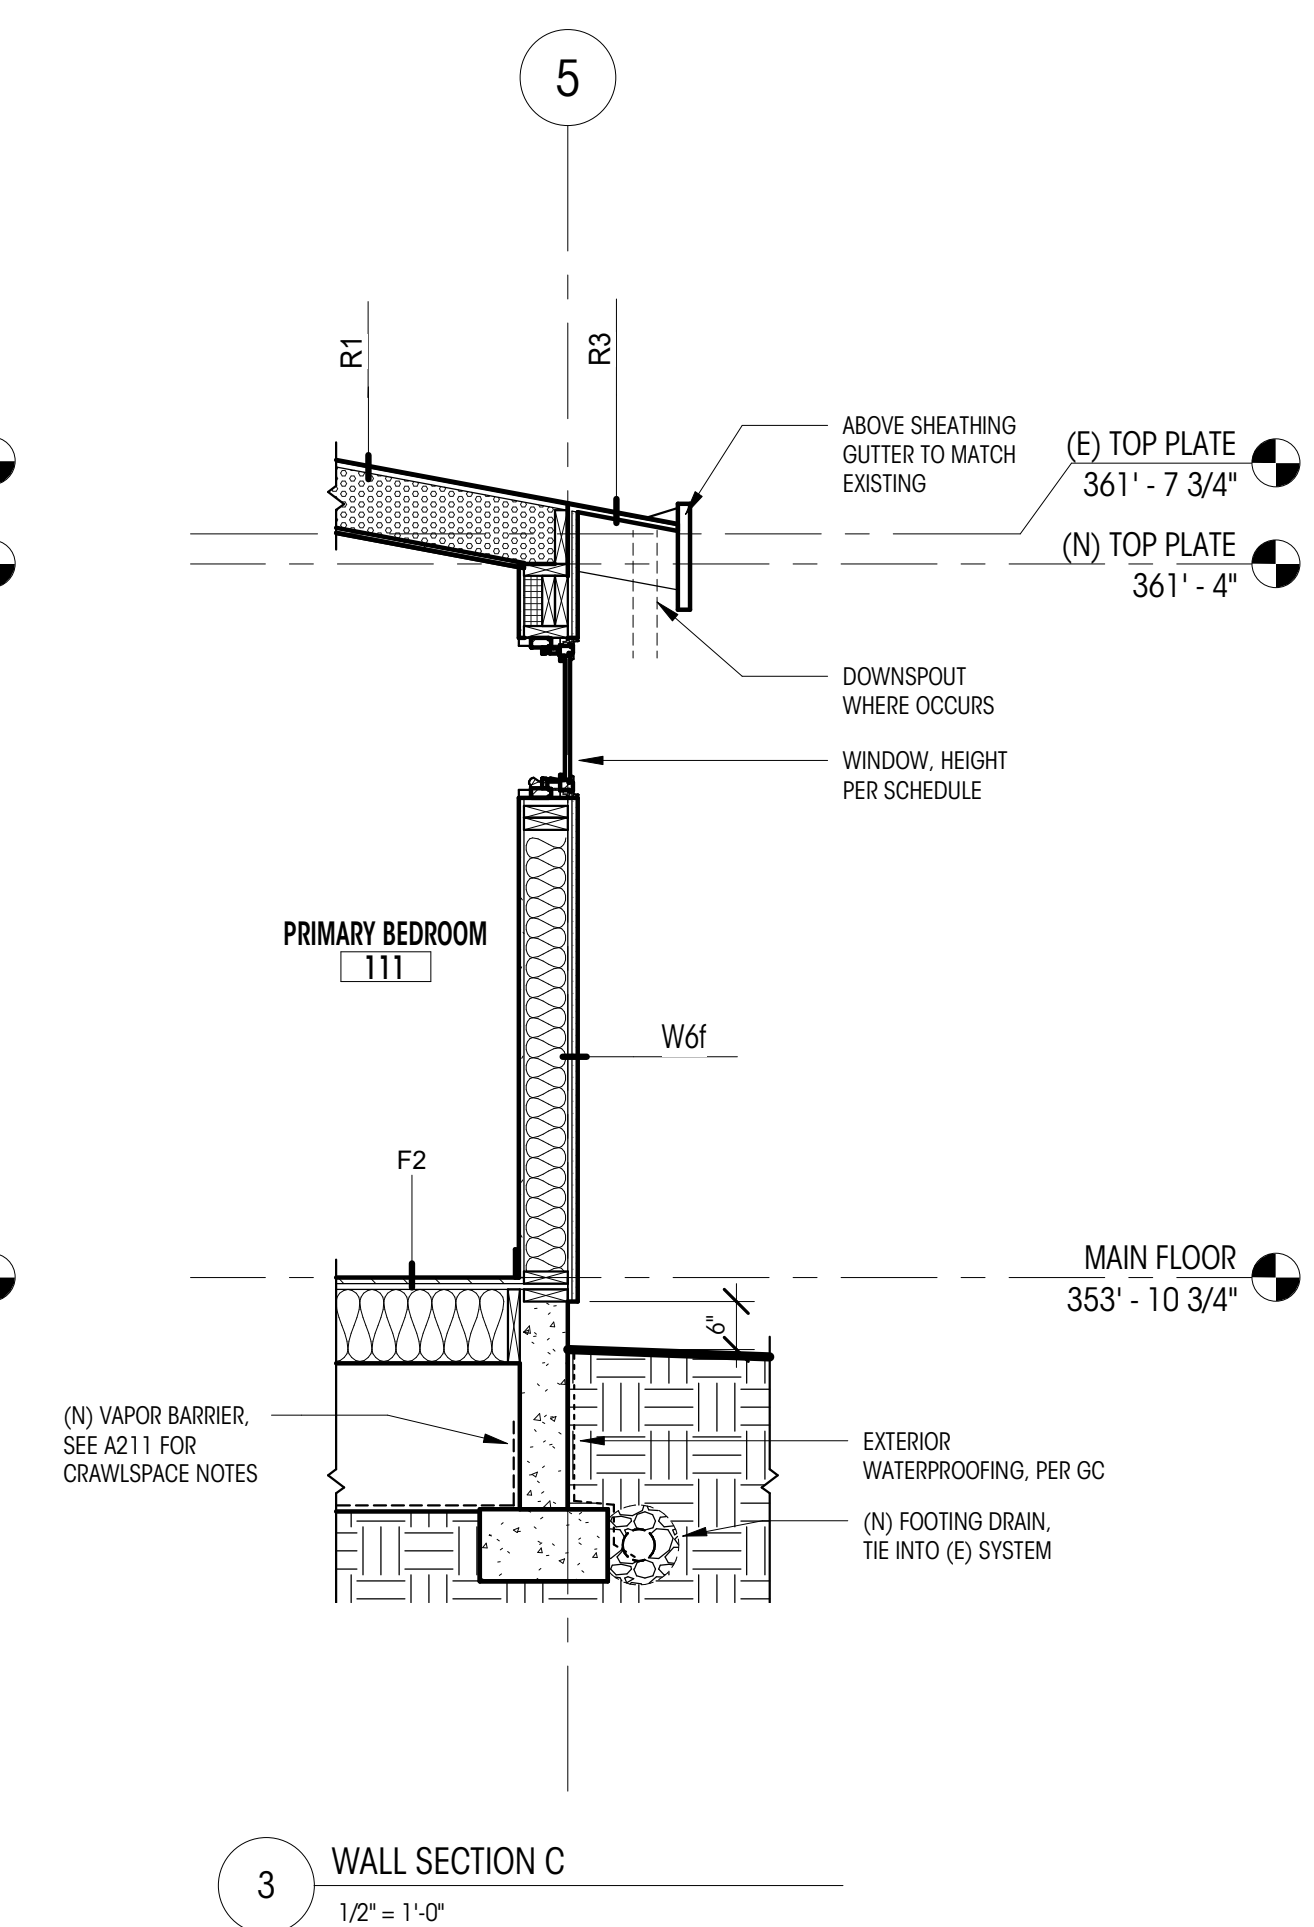 5
R1
R3
ABOVE SHEATHING
GUTTER TO MATCH
EXISTING
(E) TOP PLATE
361' - 7 3/4"
(N) TOP PLATE
361' - 4"
DOWNSPOUT
WHERE OCCURS
WINDOW, HEIGHT
PER SCHEDULE
PRIMARY BEDROOM
111
W6f
F2
MAIN FLOOR
353' - 10 3/4"
6"
(N) VAPOR BARRIER,
SEE A211 FOR
CRAWLSPACE NOTES
EXTERIOR
WATERPROOFING, PER GC
(N) FOOTING DRAIN,
TIE INTO (E) SYSTEM
3
WALL SECTION C
1/2" = 1'-0"